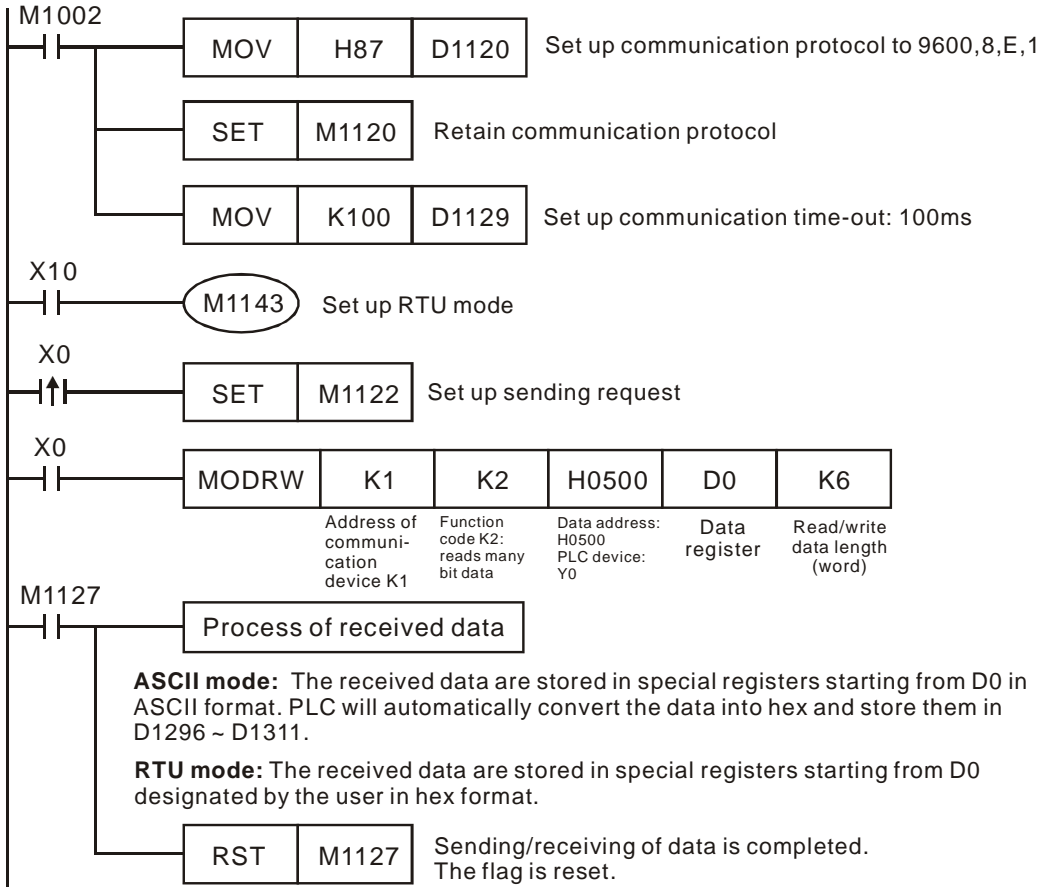 M1002
MOV H87 D1120 Set up communication protocol to 9600,8,E,1
SET M1120 Retain communication protocol
MOV K100 D1129 Set up communication time-out: 100ms
X10
M1143 Set up RTU mode
X0
SET M1122 Set up sending request
X0
MODRW K1 K2 H0500 D0 K6
Address of
communi-
cation
device K1
Function
code K2:
reads many
bit data
Data address:
H0500
PLC device:
Y0
Data
register
Read/write
data length
(word)
M1127
Process of received data
ASCII mode: The received data are stored in special registers starting from D0 in
ASCII format. PLC will automatically convert the data into hex and store them in
D1296 ~ D1311.
RTU mode: The received data are stored in special registers starting from D0
designated by the user in hex format.
RST M1127 Sending/receiving of data is completed.
The flag is reset.